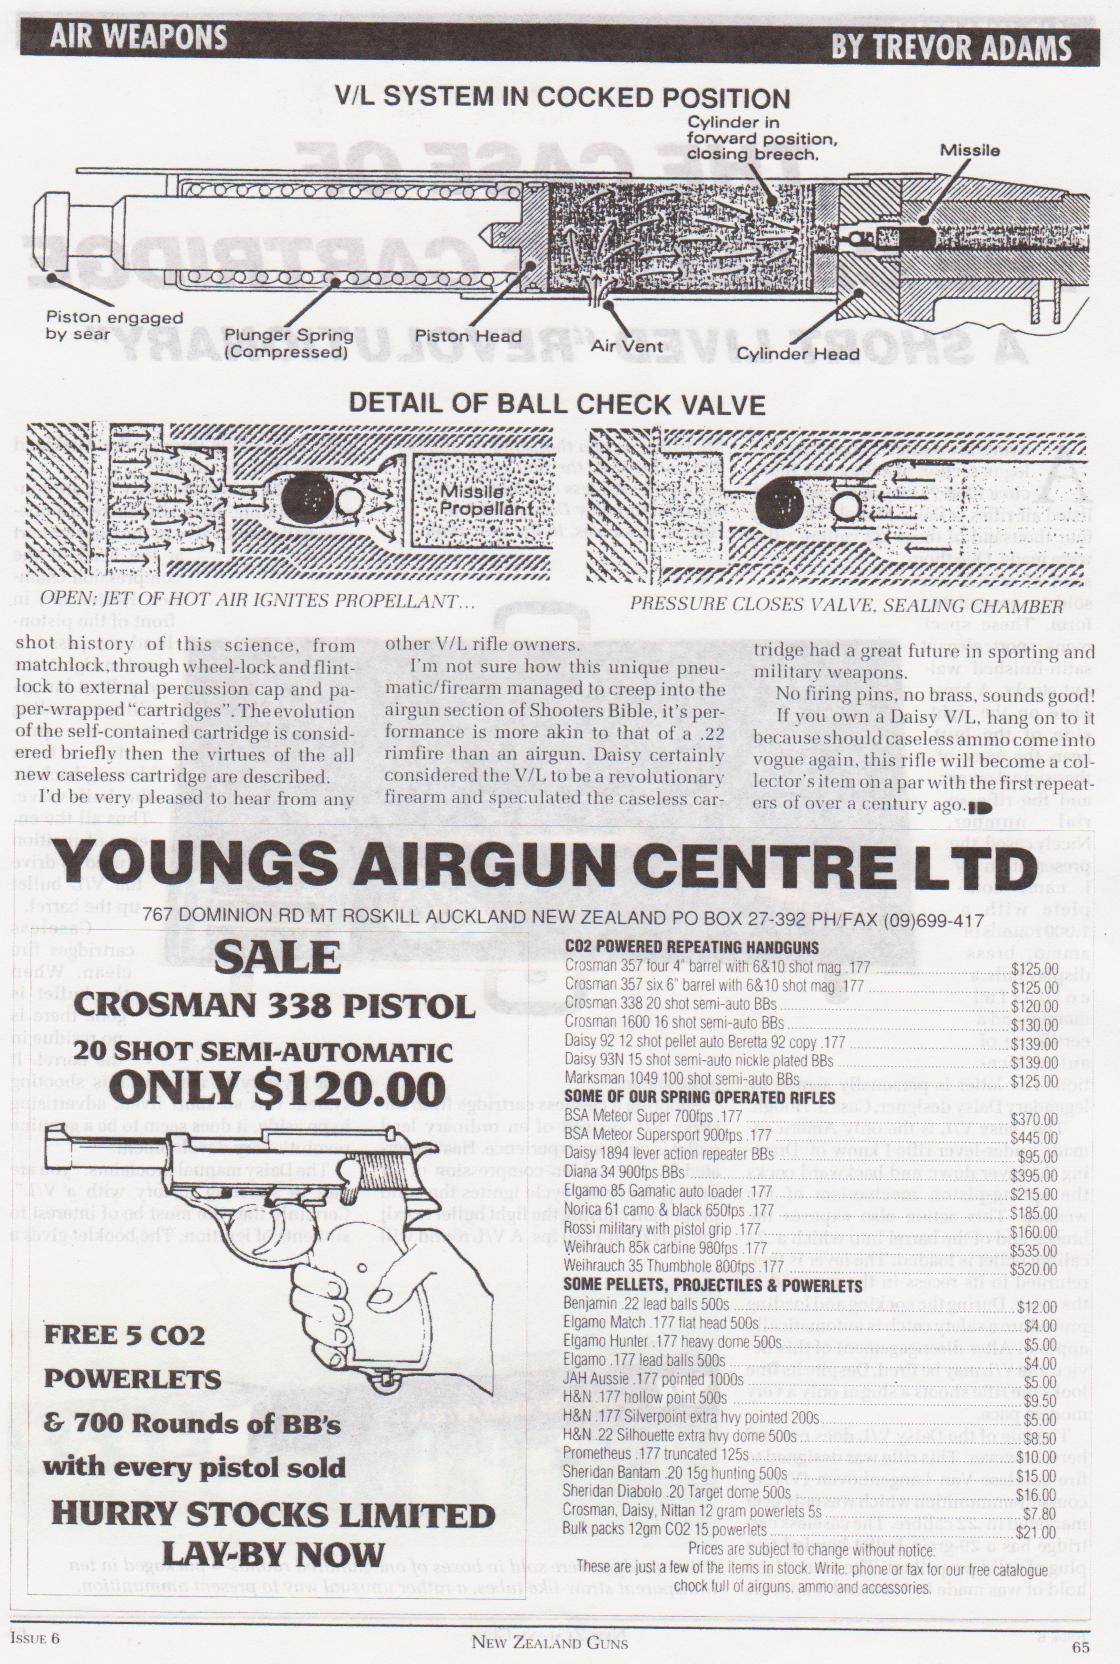 AIR WEAPONS
BY TREVOR ADAMS
V/L SYSTEM IN COCKED POSITION
Cylinder in
forward position,
closing breech.
Missile
Piston engaged
by sear
Plunger Spring
(Compressed)
Piston Head
Air Vent
Cylinder Head
DETAIL OF BALL CHECK VALVE
Missile
Propellant
OPEN; JET OF HOT AIR IGNITES PROPELLANT...
PRESSURE CLOSES VALVE, SEALING CHAMBER
shot history of this science, from
matchlock, through wheel-lock and flint-
lock to external percussion cap and pa-
per-wrapped "cartridges". The evolution
of the self-contained cartridge is consid-
ered briefly then the virtues of the all
new caseless cartridge are described.
I'd be very pleased to hear from any
other V/L rifle owners.
I'm not sure how this unique pneu-
matic/firearm managed to creep into the
airgun section of Shooters Bible, it's per-
formance is more akin to that of a .22
rimfire than an airgun. Daisy certainly
considered the V/L to be a revolutionary
firearm and speculated the caseless car-
tridge had a great future in sporting and
military weapons.
No firing pins, no brass, sounds good!
If you own a Daisy V/L, hang on to it
because should caseless ammo come into
vogue again, this rifle will become a col-
lector's item on a par with the first repeat-
ers of over a century ago.
YOUNGS AIRGUN CENTRE LTD
767 DOMINION RD MT ROSKILL AUCKLAND NEW ZEALAND PO BOX 27-392 PH/FAX (09)699-417
SALE
CROSMAN 338 PISTOL
20 SHOT SEMI-AUTOMATIC
ONLY $120.00
FREE 5 CO2
POWERLETS
& 700 Rounds of BB's
with every pistol sold
HURRY STOCKS LIMITED
LAY-BY NOW
CO2 POWERED REPEATING HANDGUNS
Crosman 357 four 4" barrel with 6&10 shot mag .177 $125.00
Crosman 357 six 6" barrel with 6&10 shot mag .177 $125.00
Crosman 338 20 shot semi-auto BBs $120.00
Crosman 1600 16 shot semi-auto BBs $130.00
Daisy 92 12 shot pellet auto Beretta 92 copy .177 $139.00
Daisy 93N 15 shot semi-auto nickle plated BBs $139.00
Marksman 1049 100 shot semi-auto BBs $125.00
SOME OF OUR SPRING OPERATED RIFLES
BSA Meteor Super 700fps .177 $370.00
BSA Meteor Supersport 900fps .177 $445.00
Daisy 1894 lever action repeater BBs $95.00
Diana 34 900fps BBs $395.00
Elgamo 85 Gamatic auto loader .177 $215.00
Norica 61 camo & black 650fps .177 $185.00
Rossi military with pistol grip .177 $160.00
Weihrauch 85k carbine 980fps .177 $535.00
Weihrauch 35 Thumbhole 800fps .177 $520.00
SOME PELLETS, PROJECTILES & POWERLETS
Benjamin .22 lead balls 500s $12.00
Elgamo Match .177 flat head 500s $4.00
Elgamo Hunter .177 heavy dome 500s $5.00
Elgamo .177 lead balls 500s $4.00
JAH Aussie .177 pointed 1000s $5.00
H&N .177 hollow point 500s $9.50
H&N .177 Silverpoint extra hvy pointed 200s $5.00
H&N .22 Silhouette extra hvy dome 500s $8.50
Prometheus .177 truncated 125s $10.00
Sheridan Bantam .20 15g hunting 500s $15.00
Sheridan Diabolo .20 Target dome 500s $16.00
Crosman, Daisy, Nittan 12 gram powerlets 5s $7.80
Bulk packs 12gm CO2 15 powerlets $21.00
Prices are subject to change without notice.
These are just a few of the items in stock. Write, phone or fax for our free catalogue
chock full of airguns, ammo and accessories.
ISSUE 6
NEW ZEALAND GUNS
65